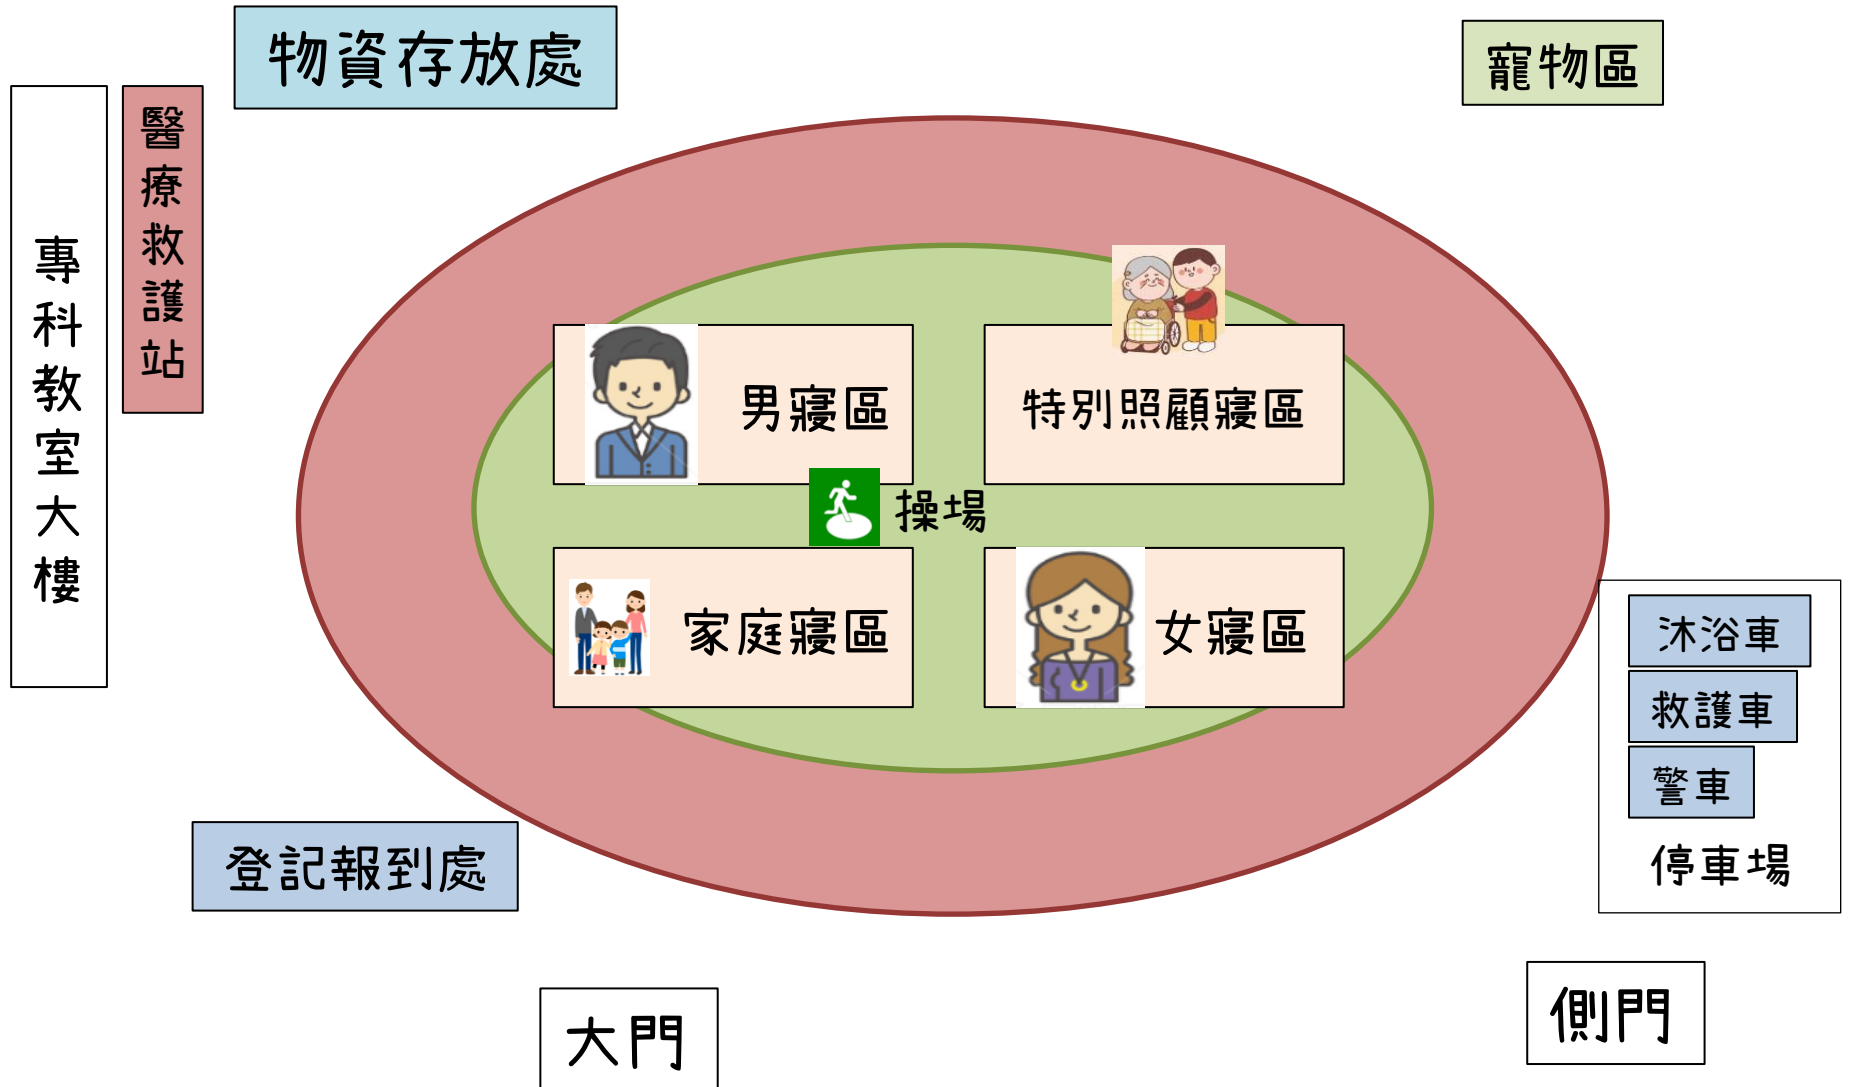 物資存放處
寵物區
醫療救護站
專科教室大樓
男寢區
特別照顧寢區
操場
家庭寢區
女寢區
沐浴車
救護車
警車
停車場
登記報到處
側門
大門